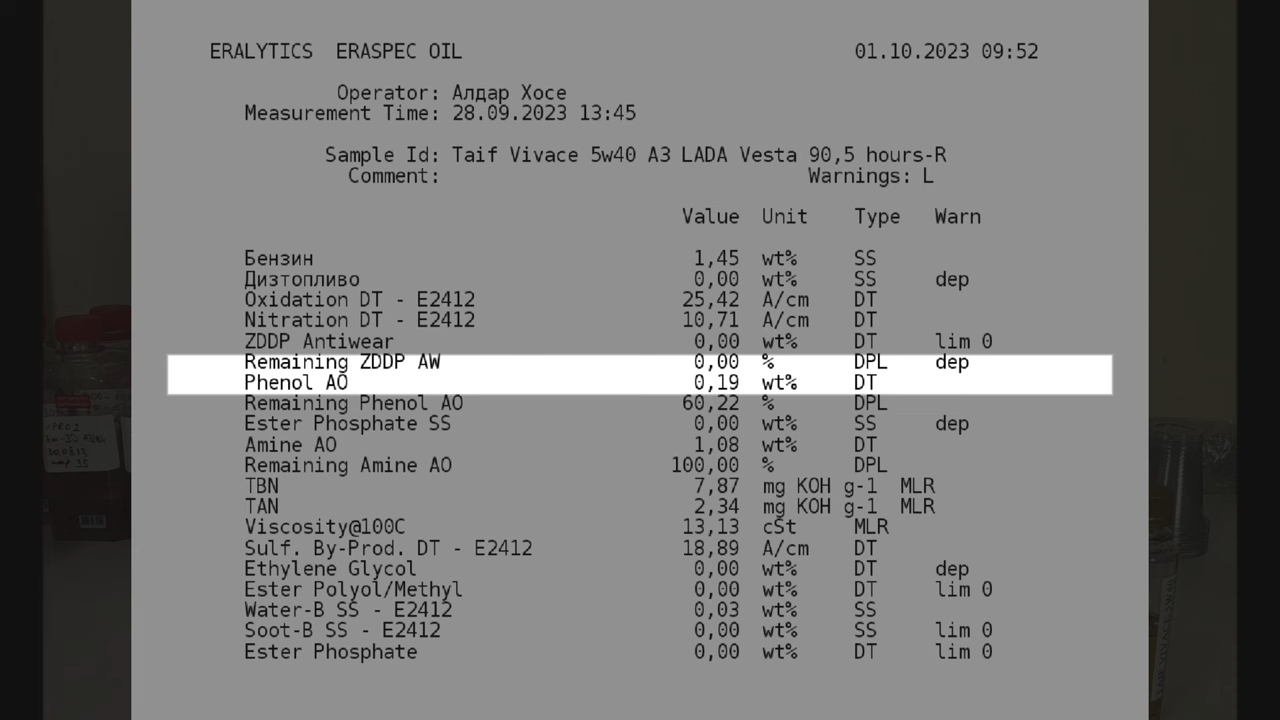 ERALYTICS ERASPEC OIL 01.10.2023 09:52
Operator: Алдар Хосе
Measurement Time: 28.09.2023 13:45
Sample Id: Taif Vivace 5w40 A3 LADA Vesta 90,5 hours-R
Comment: Warnings: L
Value Unit Type Warn
Бензин 1,45 wt% SS
Дизтопливо 0,00 wt% SS dep
Oxidation DT - E2412 25,42 A/cm DT
Nitration DT - E2412 10,71 A/cm DT
ZDDP Antiwear 0,00 wt% DT lim 0
Remaining ZDDP AW 0,00 % DPL dep
Phenol AO 0,19 wt% DT
Remaining Phenol AO 60,22 % DPL
Ester Phosphate SS 0,00 wt% SS dep
Amine AO 1,08 wt% DT
Remaining Amine AO 100,00 % DPL
TBN 7,87 mg KOH g-1 MLR
TAN 2,34 mg KOH g-1 MLR
Viscosity@100C 13,13 cSt MLR
Sulf. By-Prod. DT - E2412 18,89 A/cm DT
Ethylene Glycol 0,00 wt% DT dep
Ester Polyol/Methyl 0,00 wt% DT lim 0
Water-B SS - E2412 0,03 wt% SS
Soot-B SS - E2412 0,00 wt% SS lim 0
Ester Phosphate 0,00 wt% DT lim 0